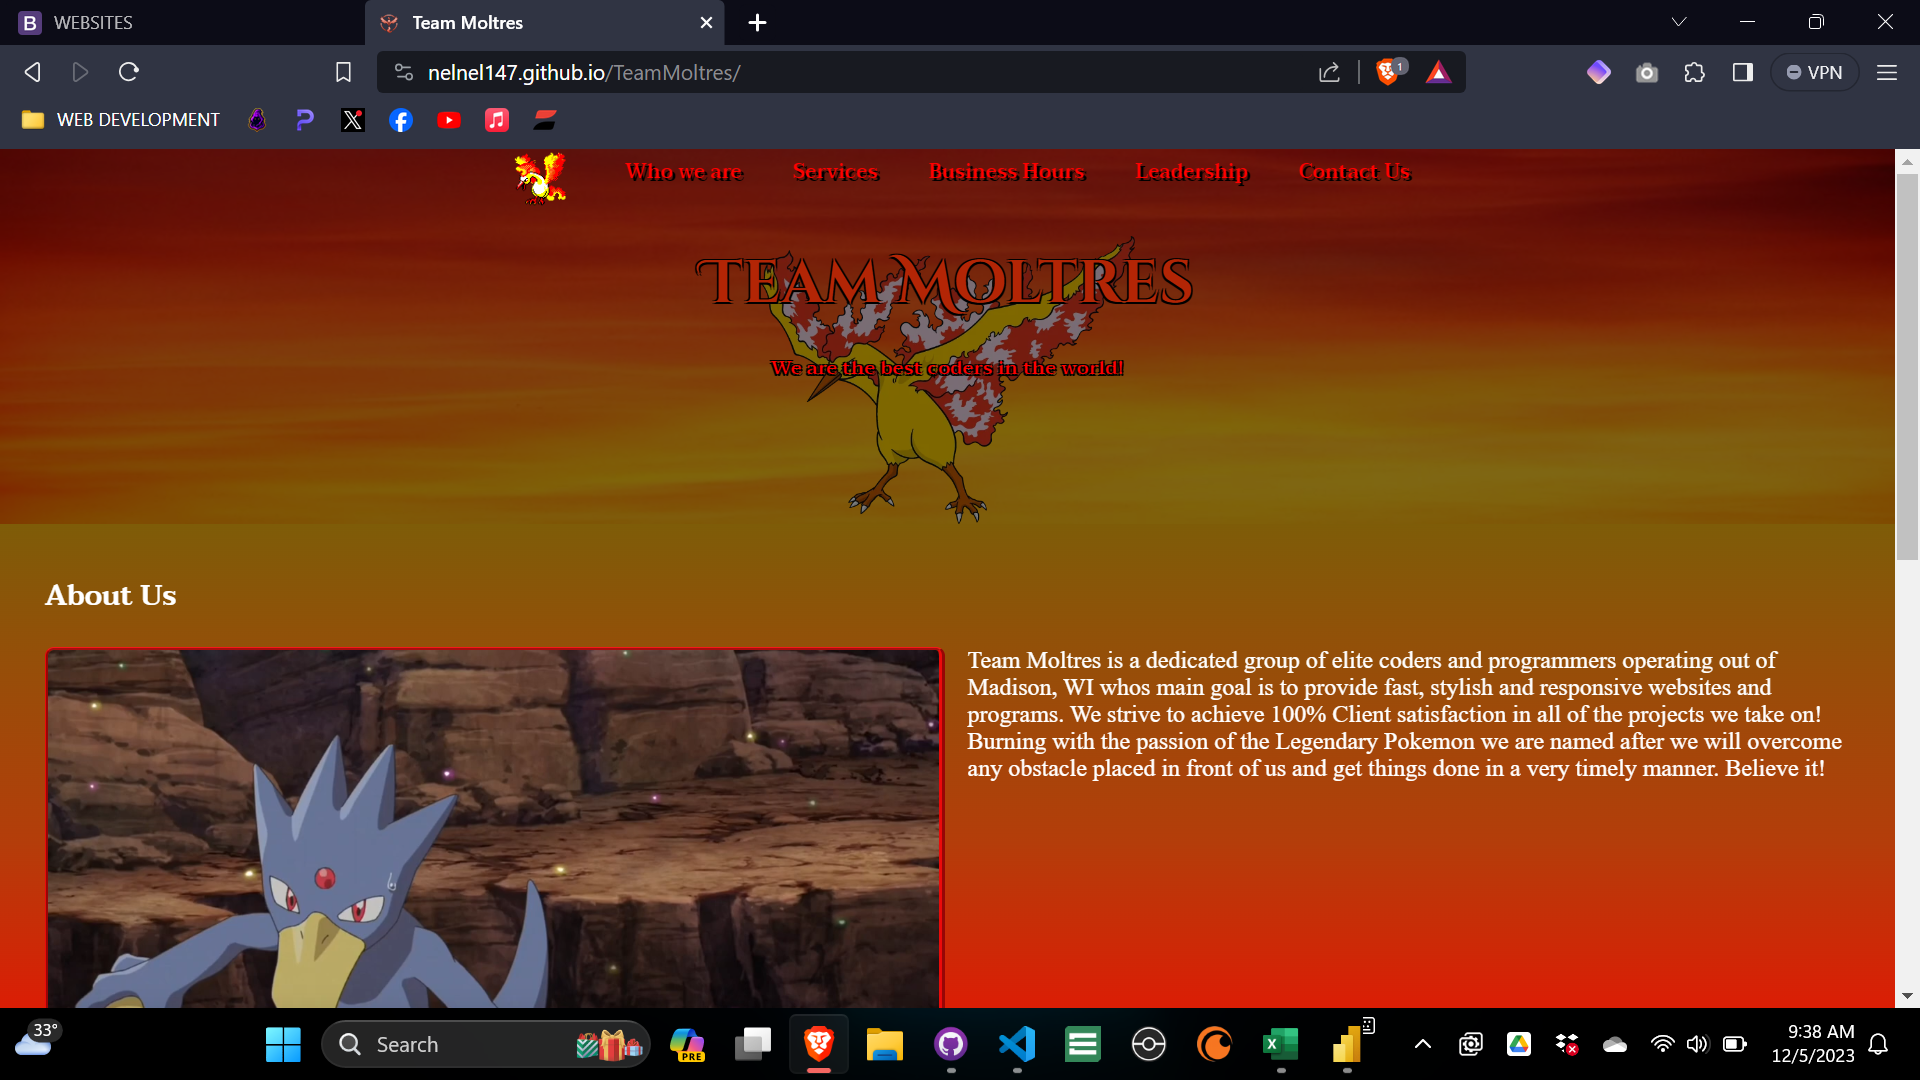 B WEBSITES
Team Moltres
nelnel147.github.io/TeamMoltres/
1
VPN
WEB DEVELOPMENT
Who we are Services Business Hours Leadership Contact Us
TEAM MOLTRES
We are the best coders in the world!
About Us
Team Moltres is a dedicated group of elite coders and programmers operating out of
Madison, WI whos main goal is to provide fast, stylish and responsive websites and
programs. We strive to achieve 100% Client satisfaction in all of the projects we take on!
Burning with the passion of the Legendary Pokemon we are named after we will overcome
any obstacle placed in front of us and get things done in a very timely manner. Believe it!
33°
Search
PRE
9:38 AM
12/5/2023